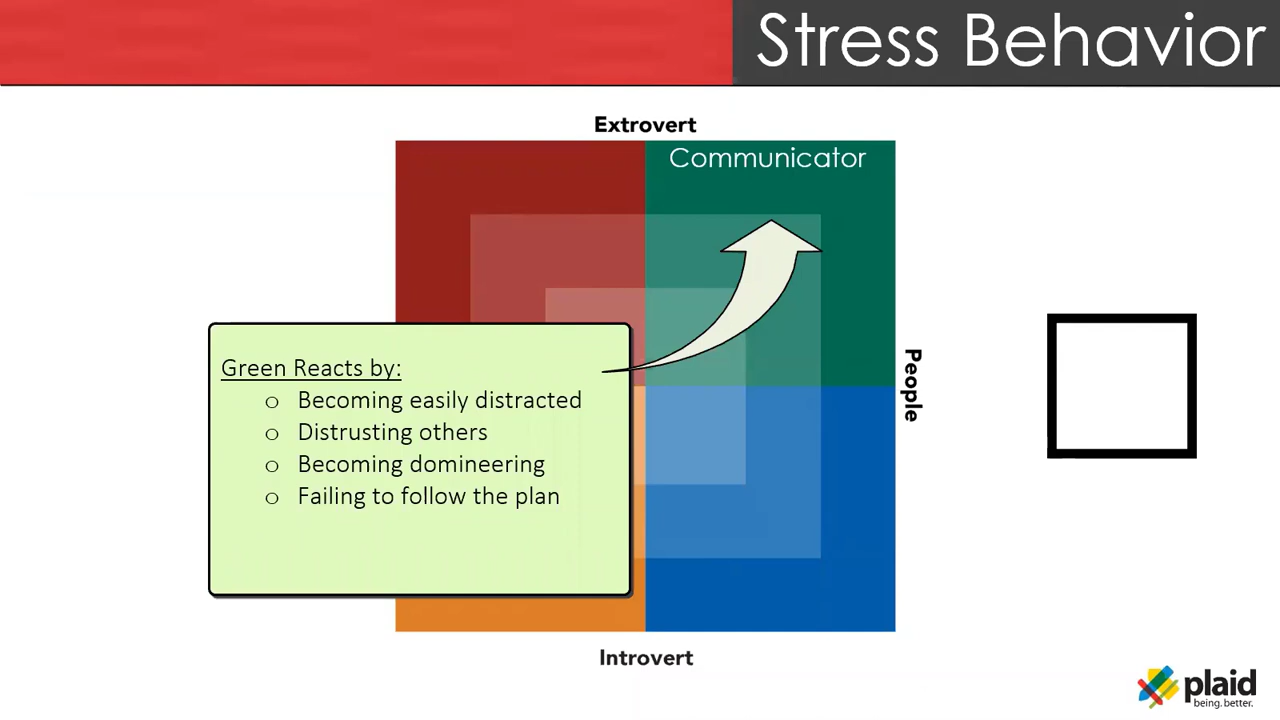 Stress Behavior
Extrovert
Communicator
Green Reacts by:
o Becoming easily distracted
o Distrusting others
o Becoming domineering
o Failing to follow the plan
People
Introvert
plaid
being. better.